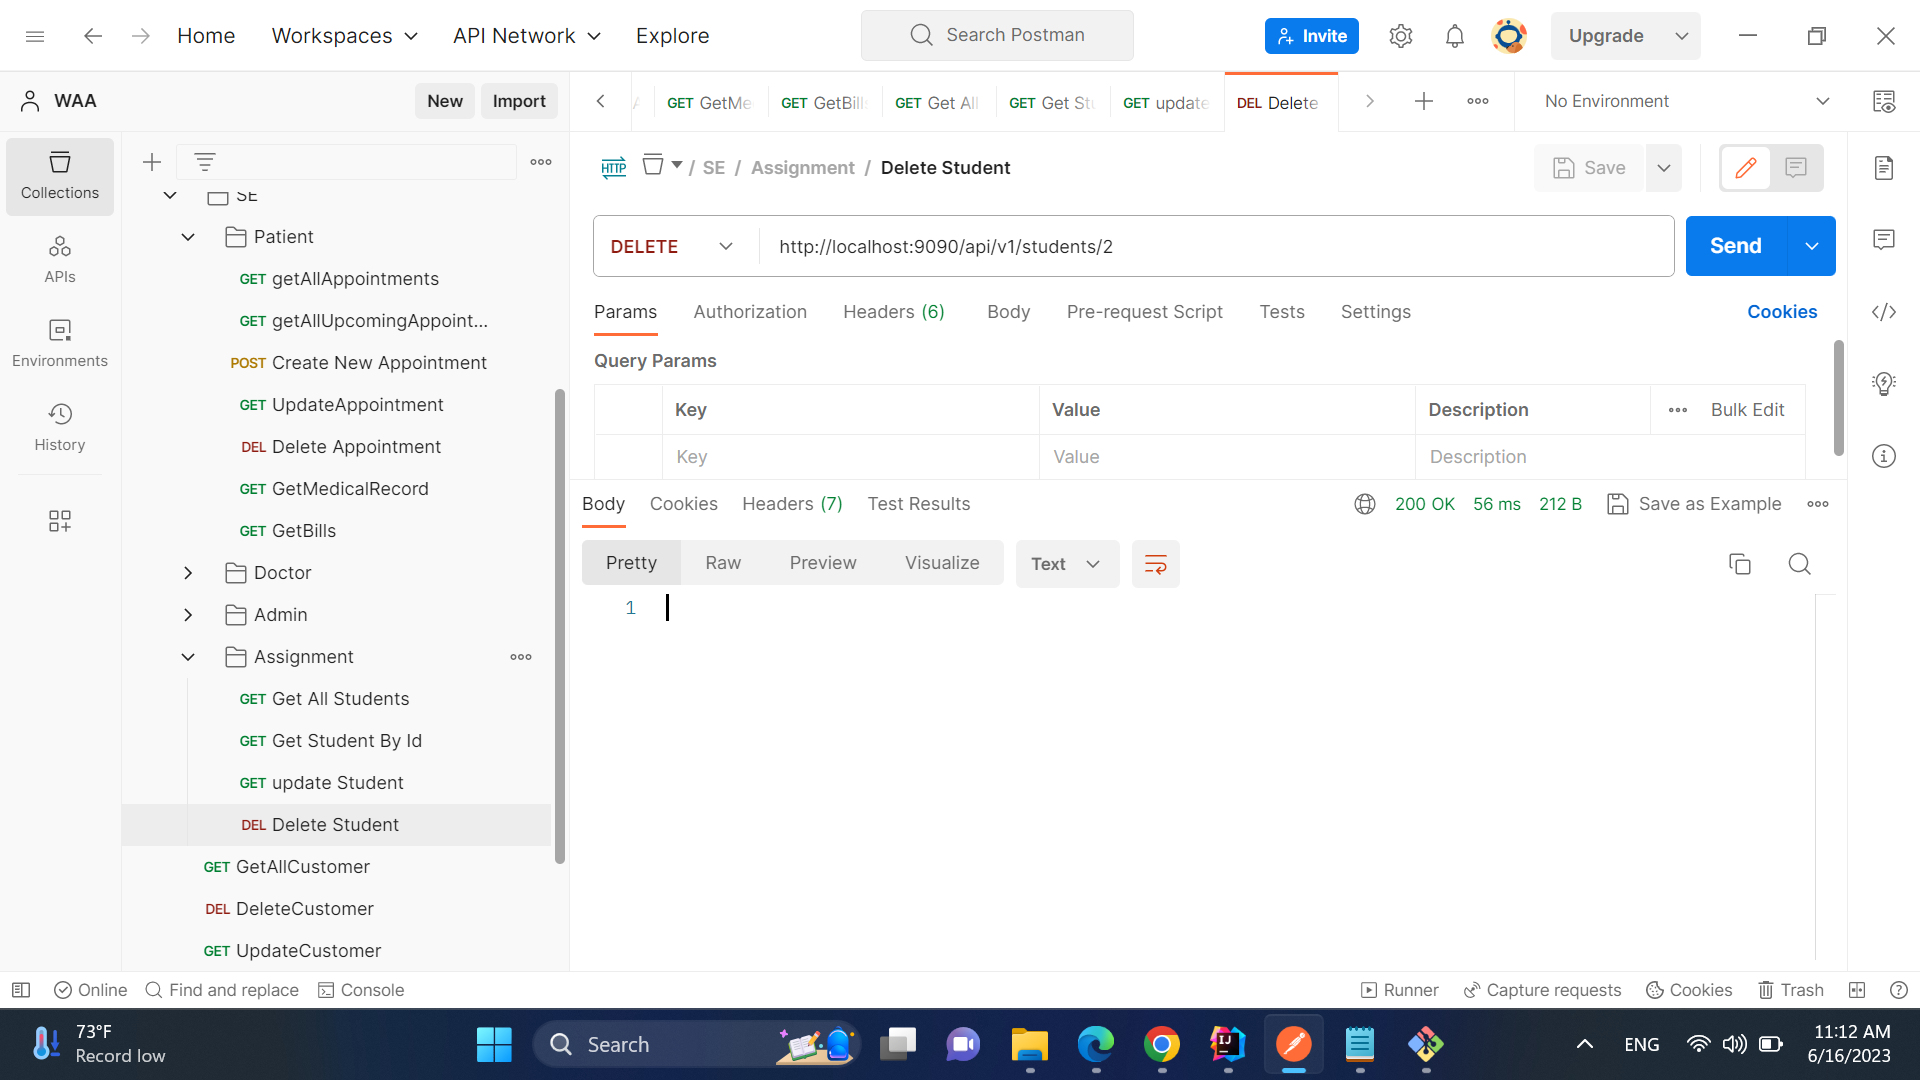 Home
Workspaces
API Network
Explore
Search Postman
Invite
Upgrade
WAA
New
Import
GET GetMe
GET GetBill
GET Get All
GET Get Stu
GET update
DEL Delete
No Environment
Collections
APIs
Environments
History
SE
Patient
GET getAllAppointments
GET getAllUpcomingAppoint...
POST Create New Appointment
GET UpdateAppointment
DEL Delete Appointment
GET GetMedicalRecord
GET GetBills
Doctor
Admin
Assignment
GET Get All Students
GET Get Student By Id
GET update Student
DEL Delete Student
GET GetAllCustomer
DEL DeleteCustomer
GET UpdateCustomer
HTTP / SE / Assignment / Delete Student
Save
DELETE
http://localhost:9090/api/v1/students/2
Send
Params
Authorization
Headers (6)
Body
Pre-request Script
Tests
Settings
Cookies
Query Params
Key
Value
Description
Bulk Edit
Key
Value
Description
Body
Cookies
Headers (7)
Test Results
200 OK
56 ms
212 B
Save as Example
Pretty
Raw
Preview
Visualize
Text
1
Online
Find and replace
Console
Runner
Capture requests
Cookies
Trash
73°F
Record low
Search
IJ
ENG
11:12 AM
6/16/2023